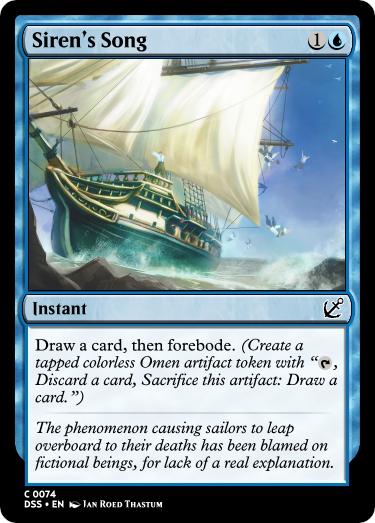 Siren's Song 1
Instant
Draw a card, then forebode. (Create a
tapped colorless Omen artifact token with “,
Discard a card, Sacrifice this artifact: Draw a
card.”)
The phenomenon causing sailors to leap
overboard to their deaths has been blamed on
fictional beings, for lack of a real explanation.
C 0074
DSS • EN Jan Roed Thastum